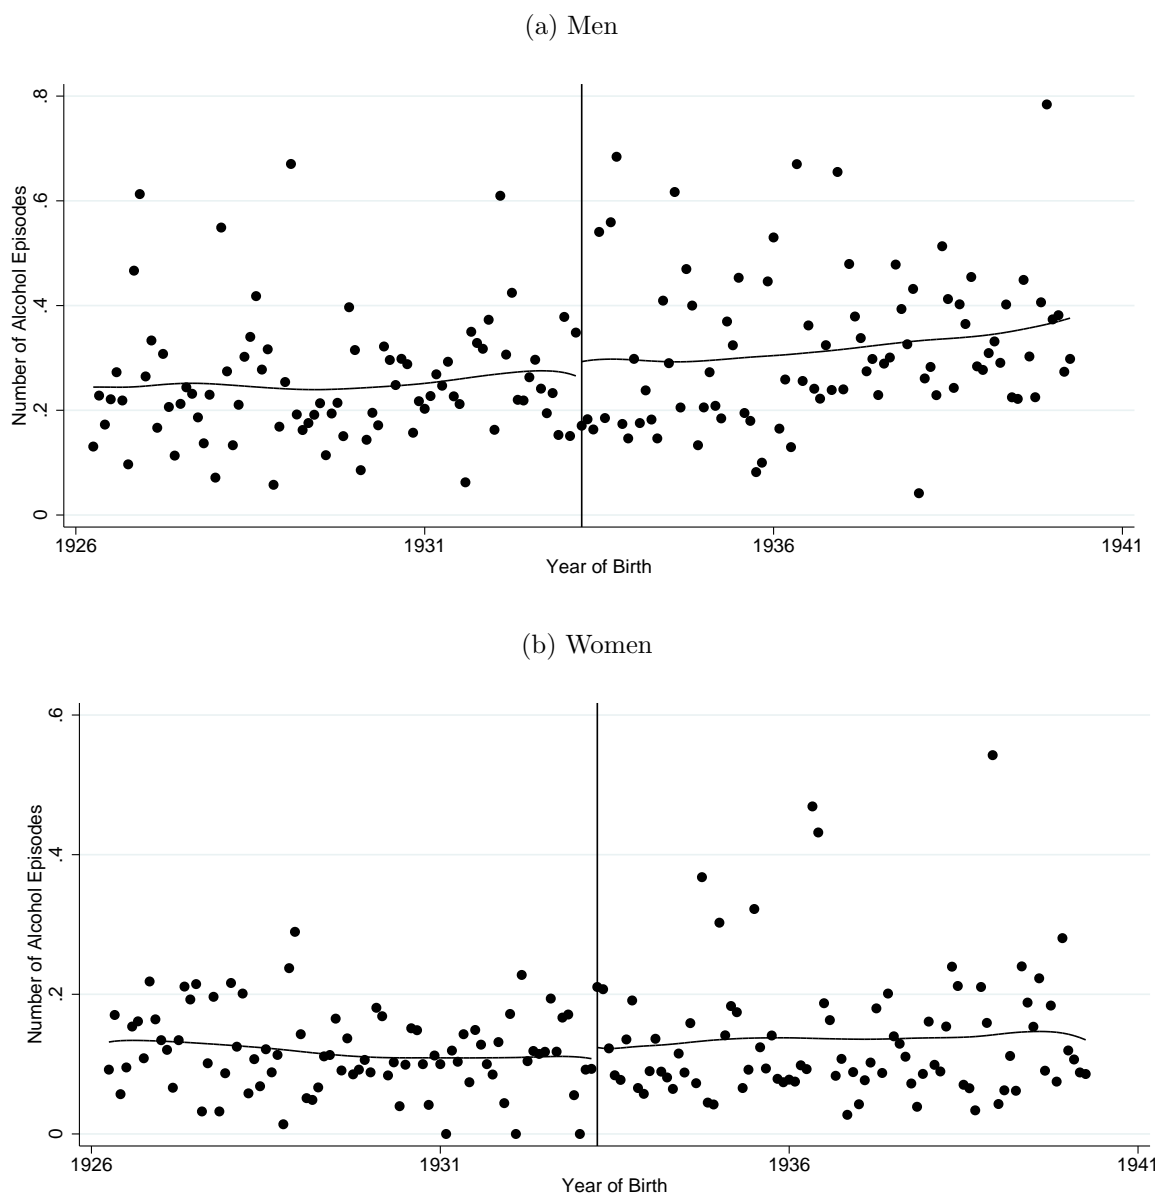 (a) Men
.8
.6
.4
.2
0
Number of Alcohol Episodes
1926 1931 1936 1941
Year of Birth
(b) Women
.6
.4
.2
0
Number of Alcohol Episodes
1926 1931 1936 1941
Year of Birth